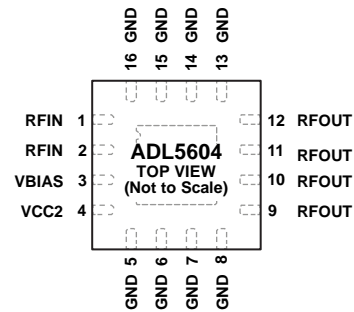 16 GND
15 GND
14 GND
13 GND
RFIN 1
RFIN 2
VBIAS 3
VCC2 4
ADL5604
TOP VIEW
(Not to Scale)
12 RFOUT
11 RFOUT
10 RFOUT
9 RFOUT
GND 5
GND 6
GND 7
GND 8